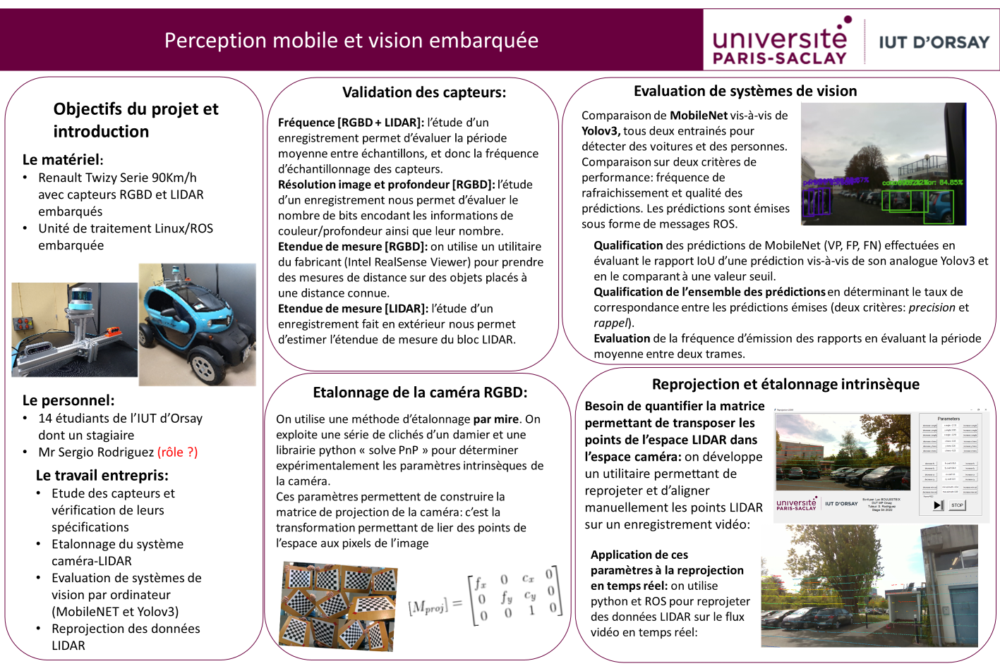 Perception mobile et vision embarquée
université
PARIS-SACLAY
IUT D'ORSAY
Objectifs du projet et
introduction
Le matériel:
• Renault Twizy Serie 90Km/h
avec capteurs RGBD et LIDAR
embarqués
• Unité de traitement Linux/ROS
embarquée
Le personnel:
• 14 étudiants de l'IUT d'Orsay
dont un stagiaire
• Mr Sergio Rodriguez (rôle ?)
Le travail entrepris:
• Etude des capteurs et
vérification de leurs
spécifications
• Etalonnage du système
caméra-LIDAR
• Evaluation de systèmes de
vision par ordinateur
(MobileNET et Yolov3)
• Reprojection des données
LIDAR
Validation des capteurs:
Fréquence [RGBD + LIDAR]: l'étude d'un
enregistrement permet d'évaluer la période
moyenne entre échantillons, et donc la fréquence
d'échantillonnage des capteurs.
Résolution image et profondeur [RGBD]: l'étude
d'un enregistrement nous permet d'évaluer le
nombre de bits encodant les informations de
couleur/profondeur ainsi que leur nombre.
Etendue de mesure [RGBD]: on utilise un utilitaire
du fabricant (Intel RealSense Viewer) pour prendre
des mesures de distance sur des objets placés à
une distance connue.
Etendue de mesure [LIDAR]: l'étude d'un
enregistrement fait en extérieur nous permet
d'estimer l'étendue de mesure du bloc LIDAR.
Etalonnage de la caméra RGBD:
On utilise une méthode d'étalonnage par mire. On
exploite une série de clichés d'un damier et une
librairie python « solve PnP » pour déterminer
expérimentalement les paramètres intrinsèques de
la caméra.
Ces paramètres permettent de construire la
matrice de projection de la caméra: c'est la
transformation permettant de lier des points de
l'espace aux pixels de l'image
[Mproj] =
fx 0 cx 0
0 fy cy 0
0 0 1 0
Evaluation de systèmes de vision
Comparaison de MobileNet vis-à-vis de
Yolov3, tous deux entrainés pour
détecter des voitures et des personnes.
Comparaison sur deux critères de
performance: fréquence de
rafraichissement et qualité des
prédictions. Les prédictions sont émises
sous forme de messages ROS.
car: 84.85%
Qualification des prédictions de MobileNet (VP, FP, FN) effectuées en
évaluant le rapport IoU d'une prédiction vis-à-vis de son analogue Yolov3 et
en le comparant à une valeur seuil.
Qualification de l'ensemble des prédictions en déterminant le taux de
correspondance entre les prédictions émises (deux critères: precision et
rappel).
Evaluation de la fréquence d'émission des rapports en évaluant la période
moyenne entre deux trames.
Reprojection et étalonnage intrinsèque
Besoin de quantifier la matrice
permettant de transposer les
points de l'espace LIDAR dans
l'espace caméra: on développe
un utilitaire permettant de
reprojeter et d'aligner
manuellement les points LIDAR
sur un enregistrement vidéo:
Parameters
université
PARIS-SACLAY
IUT D'ORSAY
Ecrit par: Luc BOULESTEIX
DUT MP Orsay
Tuteur: S. Rodriguez
Stage S4 2022
STOP
Application de ces
paramètres à la reprojection
en temps réel: on utilise
python et ROS pour reprojeter
des données LIDAR sur le flux
vidéo en temps réel: